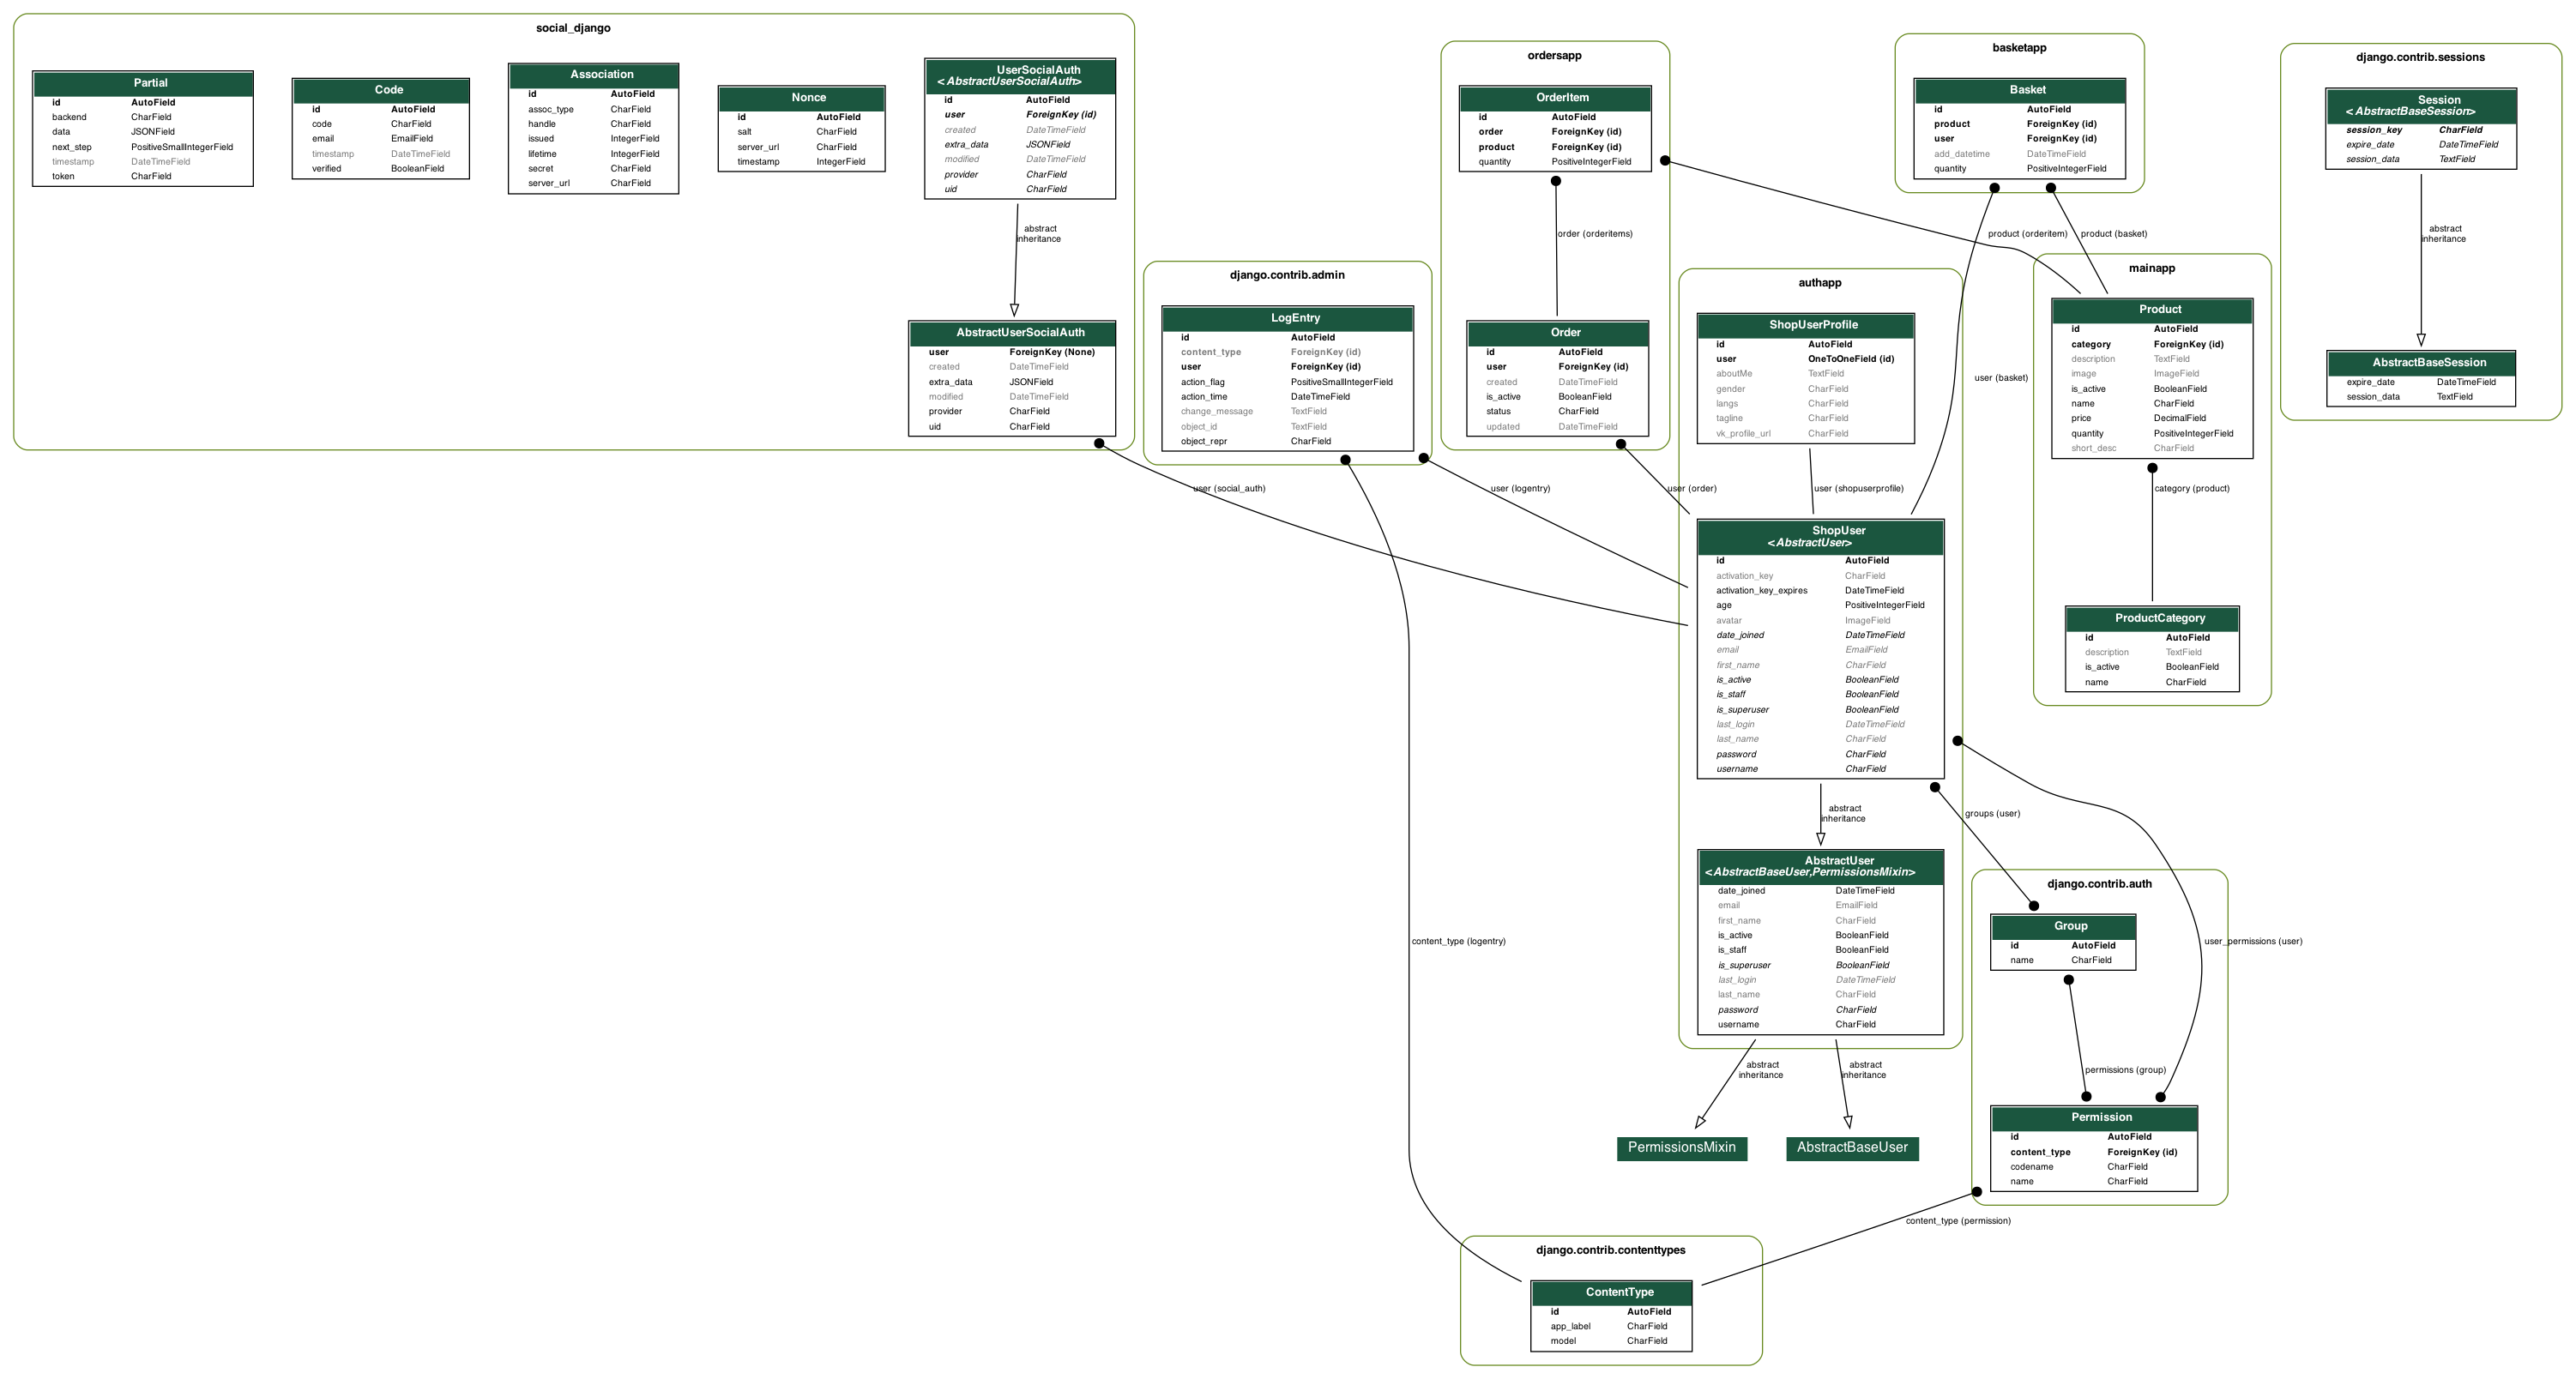 social_django
Partial
id AutoField
backend CharField
data JSONField
next_step PositiveSmallIntegerField
timestamp DateTimeField
token CharField
Code
id AutoField
code CharField
email EmailField
timestamp DateTimeField
verified BooleanField
Association
id AutoField
assoc_type CharField
handle CharField
issued IntegerField
lifetime IntegerField
secret CharField
server_url CharField
Nonce
id AutoField
salt CharField
server_url CharField
timestamp IntegerField
UserSocialAuth
<AbstractUserSocialAuth>
id AutoField
user ForeignKey (id)
created DateTimeField
extra_data JSONField
modified DateTimeField
provider CharField
uid CharField
abstract
inheritance
AbstractUserSocialAuth
user ForeignKey (None)
created DateTimeField
extra_data JSONField
modified DateTimeField
provider CharField
uid CharField
user (social_auth)
django.contrib.admin
LogEntry
id AutoField
content_type ForeignKey (id)
user ForeignKey (id)
action_flag PositiveSmallIntegerField
action_time DateTimeField
change_message TextField
object_id TextField
object_repr CharField
user (logentry)
content_type (logentry)
ordersapp
OrderItem
id AutoField
order ForeignKey (id)
product ForeignKey (id)
quantity PositiveIntegerField
order (orderitems)
Order
id AutoField
user ForeignKey (id)
created DateTimeField
is_active BooleanField
status CharField
updated DateTimeField
user (order)
basketapp
Basket
id AutoField
product ForeignKey (id)
user ForeignKey (id)
add_datetime DateTimeField
quantity PositiveIntegerField
product (orderitem)
product (basket)
user (basket)
authapp
ShopUserProfile
id AutoField
user OneToOneField (id)
aboutMe TextField
gender CharField
langs CharField
tagline CharField
vk_profile_url CharField
user (shopuserprofile)
ShopUser
<AbstractUser>
id AutoField
activation_key CharField
activation_key_expires DateTimeField
age PositiveIntegerField
avatar ImageField
date_joined DateTimeField
email EmailField
first_name CharField
is_active BooleanField
is_staff BooleanField
is_superuser BooleanField
last_login DateTimeField
last_name CharField
password CharField
username CharField
abstract
inheritance
groups (user)
AbstractUser
<AbstractBaseUser,PermissionsMixin>
date_joined DateTimeField
email EmailField
first_name CharField
is_active BooleanField
is_staff BooleanField
is_superuser BooleanField
last_login DateTimeField
last_name CharField
password CharField
username CharField
abstract
inheritance
abstract
inheritance
PermissionsMixin
AbstractBaseUser
mainapp
Product
id AutoField
category ForeignKey (id)
description TextField
image ImageField
is_active BooleanField
name CharField
price DecimalField
quantity PositiveIntegerField
short_desc CharField
category (product)
ProductCategory
id AutoField
description TextField
is_active BooleanField
name CharField
django.contrib.sessions
Session
<AbstractBaseSession>
session_key CharField
expire_date DateTimeField
session_data TextField
abstract
inheritance
AbstractBaseSession
expire_date DateTimeField
session_data TextField
django.contrib.auth
Group
id AutoField
name CharField
user_permissions (user)
permissions (group)
Permission
id AutoField
content_type ForeignKey (id)
codename CharField
name CharField
content_type (permission)
django.contrib.contenttypes
ContentType
id AutoField
app_label CharField
model CharField